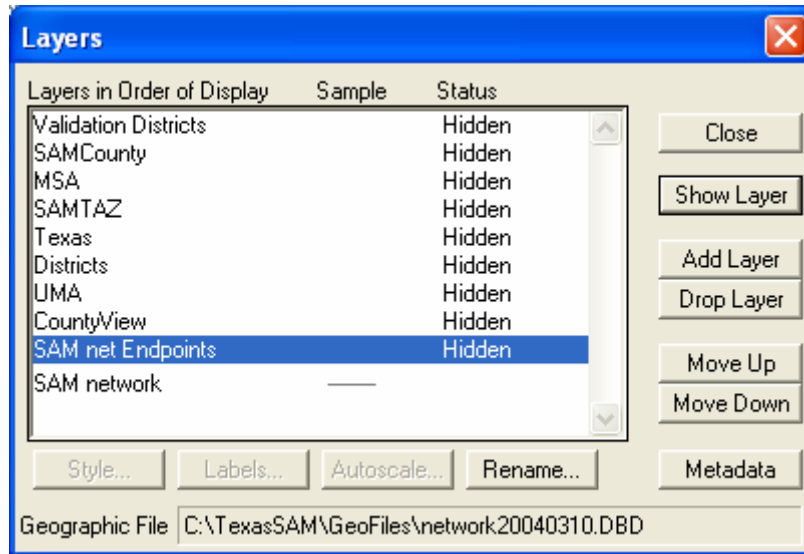 Layers
Layers in Order of Display Sample Status
Validation Districts Hidden
SAMCounty Hidden
MSA Hidden
SAMTAZ Hidden
Texas Hidden
Districts Hidden
UMA Hidden
CountyView Hidden
SAM net Endpoints Hidden
SAM network
Close
Show Layer
Add Layer
Drop Layer
Move Up
Move Down
Style... Labels... Autoscale... Rename... Metadata
Geographic File C:\TexasSAM\GeoFiles\network20040310.DBD